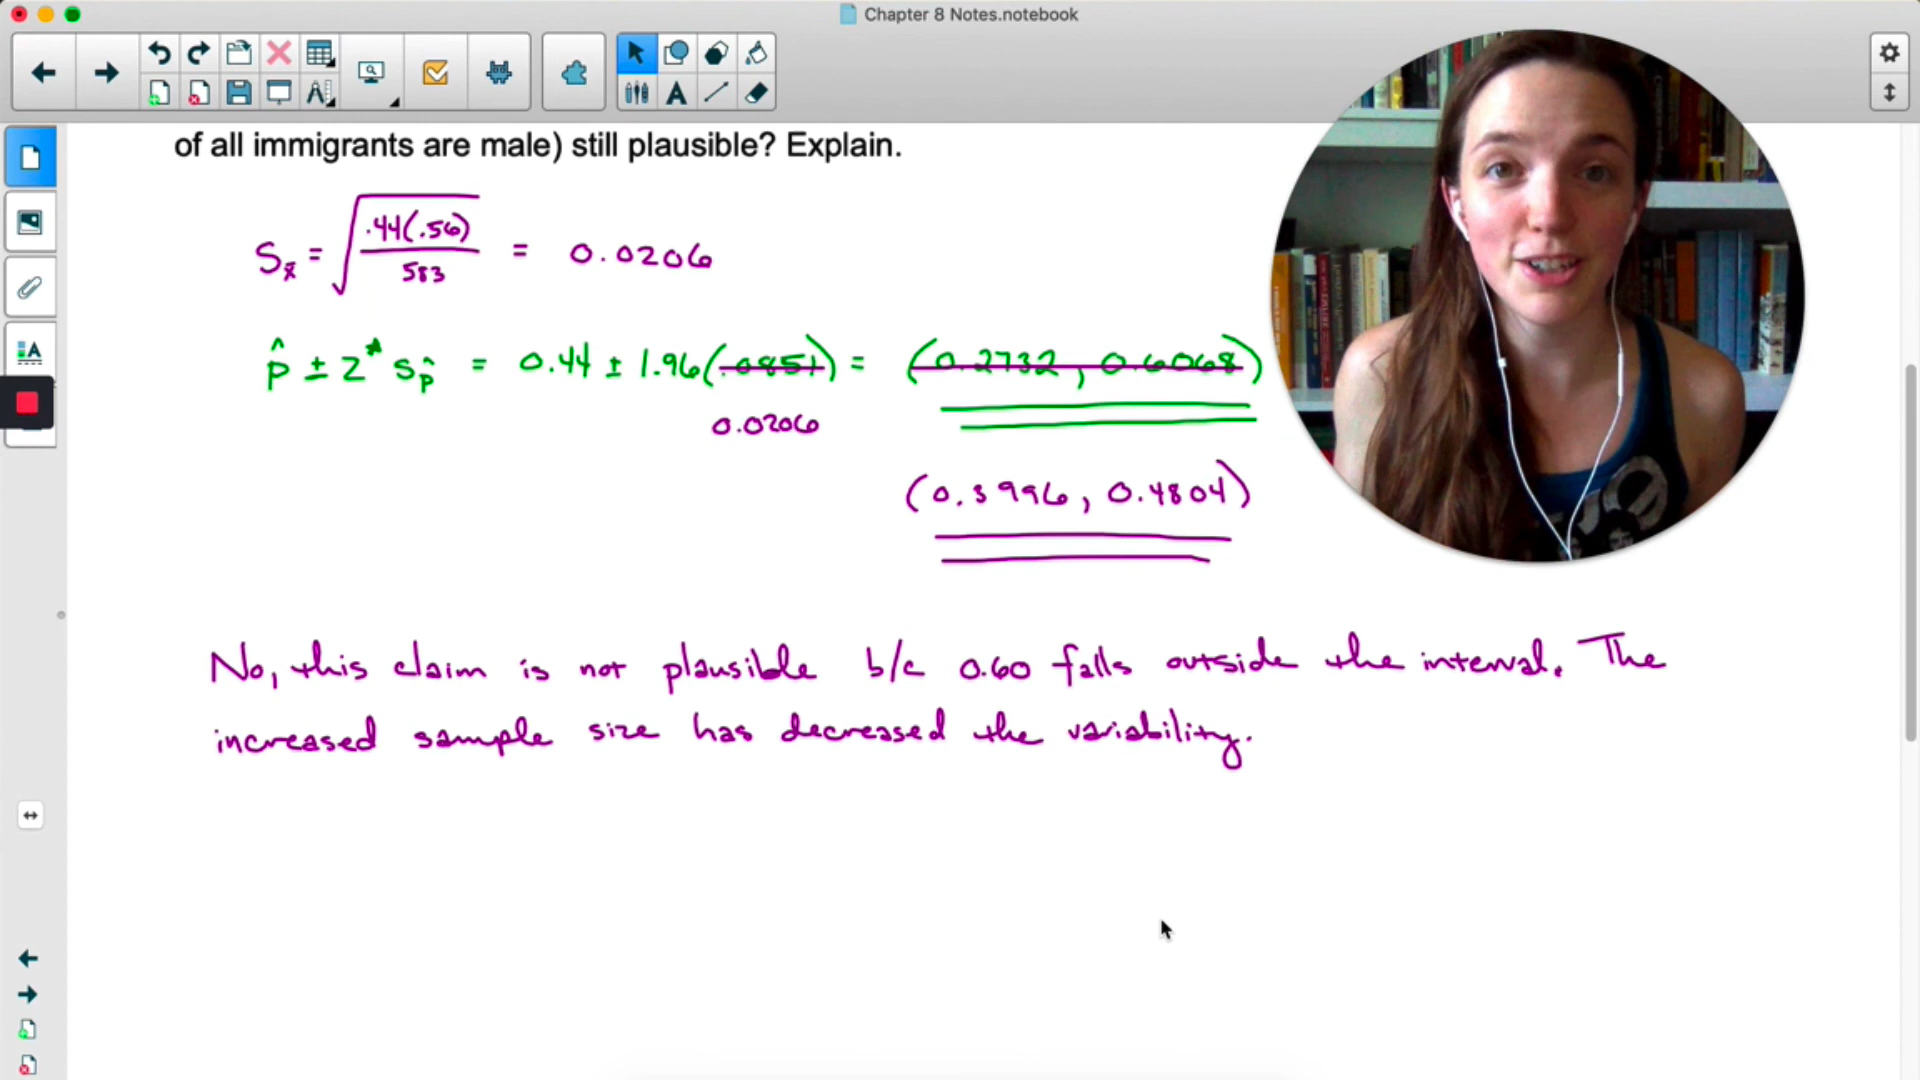 Chapter 8 Notes.notebook
of all immigrants are male) still plausible? Explain.
S_x̄ = √(.44(.56)/583) = 0.0206
p̂ ± z* s_p̂ = 0.44 ± 1.96(.0851) = (0.2732, 0.6068)
0.0206
(0.3996, 0.4804)
No, this claim is not plausible b/c 0.60 falls outside the interval. The
increased sample size has decreased the variability.